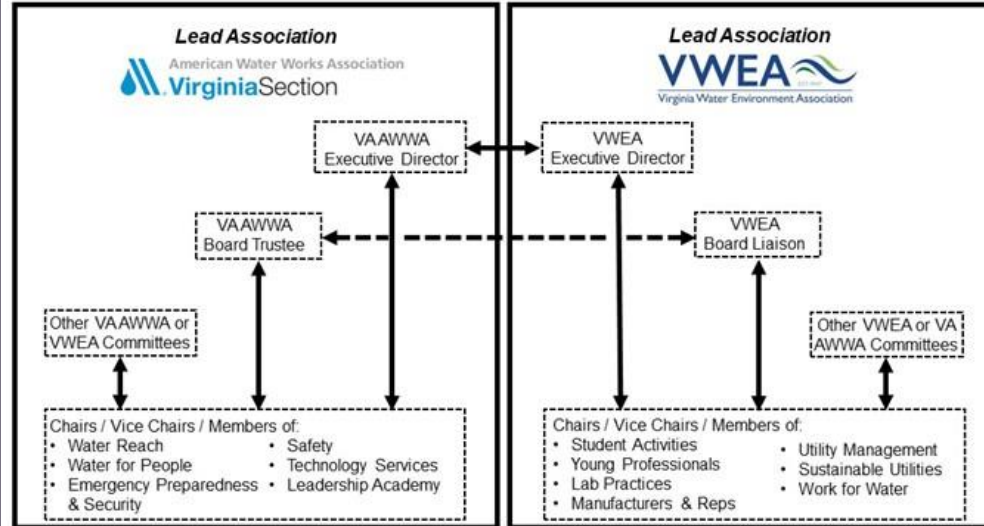 Lead Association
American Water Works Association
VirginiaSection
VA AWWA
Executive Director
VA AWWA
Board Trustee
Other VA AWWA or
VWEA Committees
Chairs / Vice Chairs / Members of:
• Water Reach
• Water for People
• Emergency Preparedness
& Security
• Safety
• Technology Services
• Leadership Academy
Lead Association
VWEA
Virginia Water Environment Association
VWEA
Executive Director
VWEA
Board Liaison
Other VWEA or VA
AWWA Committees
Chairs / Vice Chairs / Members of:
• Student Activities
• Young Professionals
• Lab Practices
• Manufacturers & Reps
• Utility Management
• Sustainable Utilities
• Work for Water